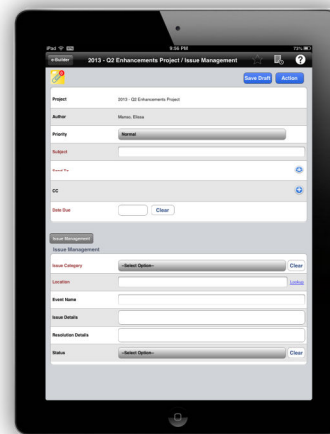 iPad
9:56 PM
73%
e-Builder
2013 - Q2 Enhancements Project / Issue Management
?
Save Draft
Action
Project
2013 - Q2 Enhancements Project
Author
Priority
Normal
Subject
CC
Date Due
Clear
Issue Management
Issue Management
Issue Category
--Select Option--
Clear
Location
Lookup
Event Name
Issue Details
Resolution Details
Status
--Select Option--
Clear